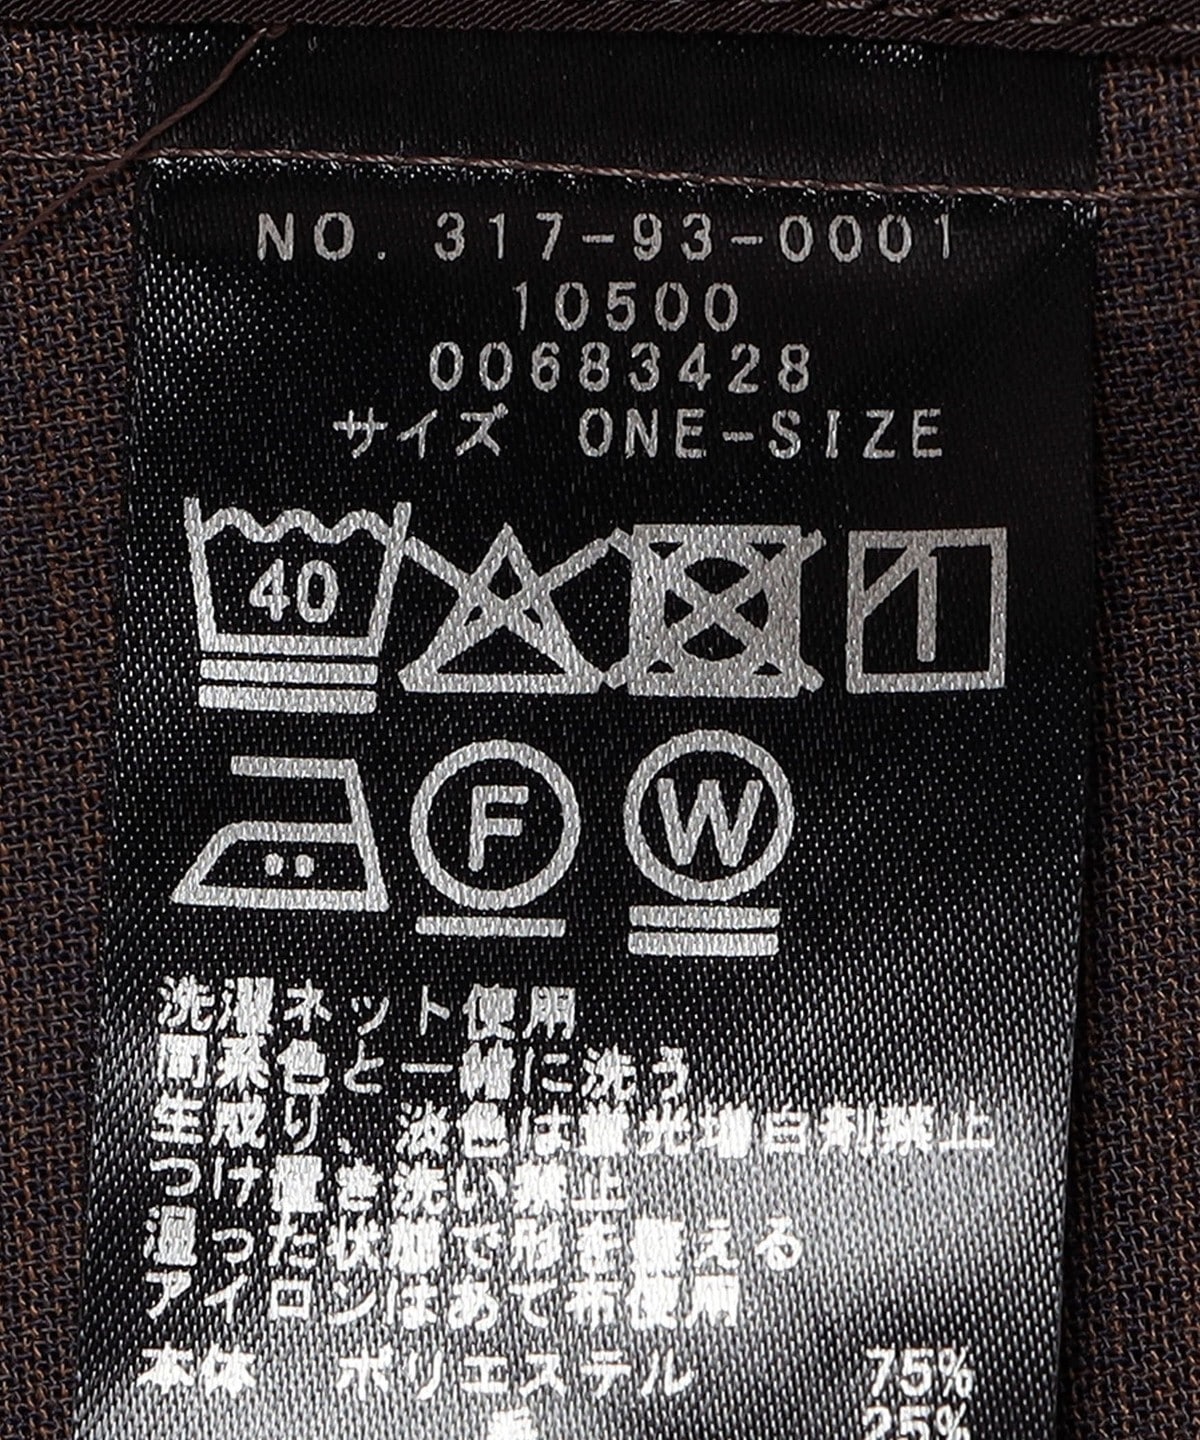 NO. 317-93-0001
10500
00683428
サイズ ONE-SIZE
40
F
W
洗濯ネット使用
同系色と一緒に洗う
生成り、淡色は蛍光増白剤禁止
つけ置き洗い禁止
湿った状態で形を整える
アイロンはあて布使用
本体 ポリエステル 75%
25%